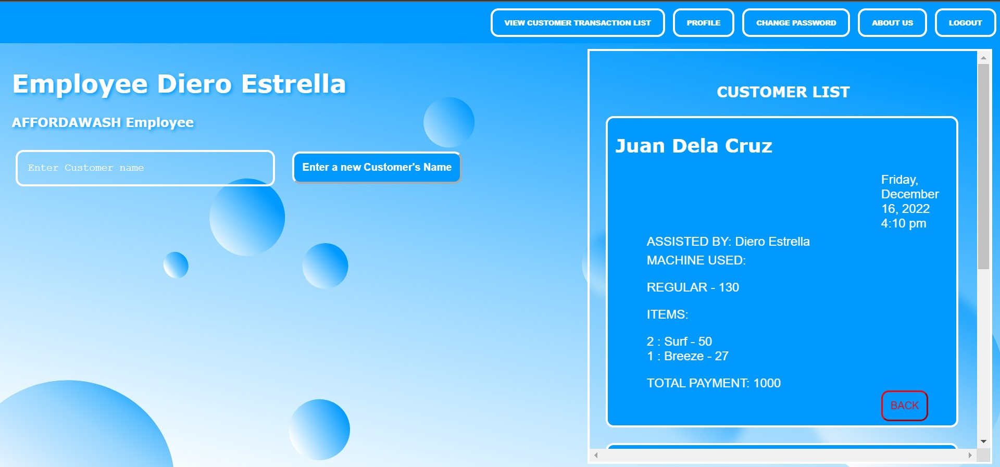 VIEW CUSTOMER TRANSACTION LIST
PROFILE
CHANGE PASSWORD
ABOUT US
LOGOUT
Employee Diero Estrella
AFFORDAWASH Employee
Enter Customer name
Enter a new Customer's Name
CUSTOMER LIST
Juan Dela Cruz
Friday,
December
16, 2022
4:10 pm
ASSISTED BY: Diero Estrella
MACHINE USED:
REGULAR - 130
ITEMS:
2 : Surf - 50
1 : Breeze - 27
TOTAL PAYMENT: 1000
BACK